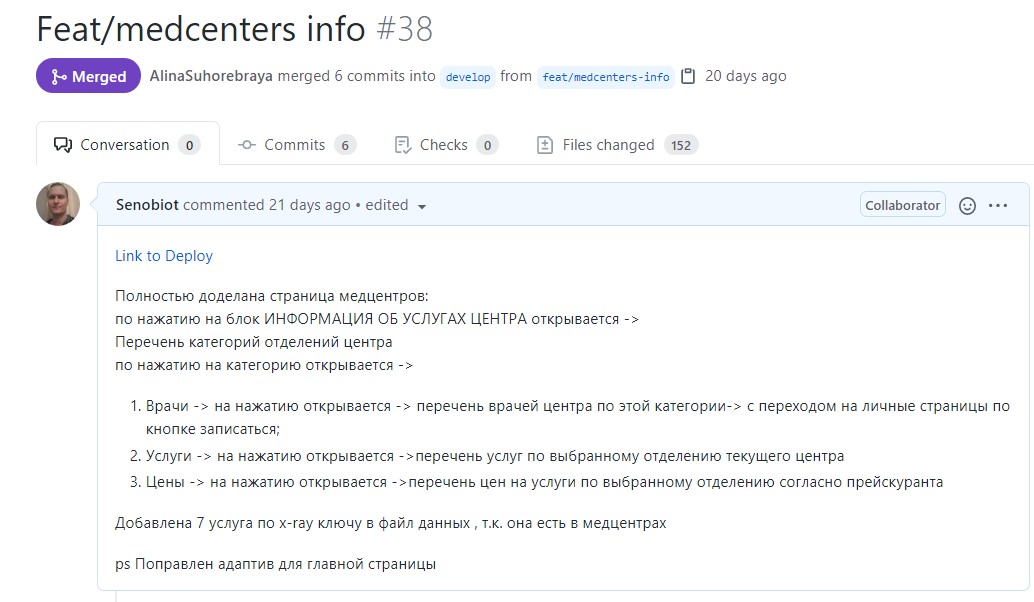 Feat/medcenters info #38
Merged AlinaSuhorebraya merged 6 commits into develop from feat/medcenters-info 20 days ago
Conversation 0 Commits 6 Checks 0 Files changed 152
Senobiot commented 21 days ago • edited Collaborator
Link to Deploy
Полностью доделана страница медцентров:
по нажатию на блок ИНФОРМАЦИЯ ОБ УСЛУГАХ ЦЕНТРА открывается ->
Перечень категорий отделений центра
по нажатию на категорию открывается ->
1. Врачи -> на нажатию открывается -> перечень врачей центра по этой категории-> с переходом на личные страницы по
кнопке записаться;
2. Услуги -> на нажатию открывается ->перечень услуг по выбранному отделению текущего центра
3. Цены -> на нажатию открывается ->перечень цен на услуги по выбранному отделению согласно прейскуранта
Добавлена 7 услуга по x-ray ключу в файл данных , т.к. она есть в медцентрах
ps Поправлен адаптив для главной страницы